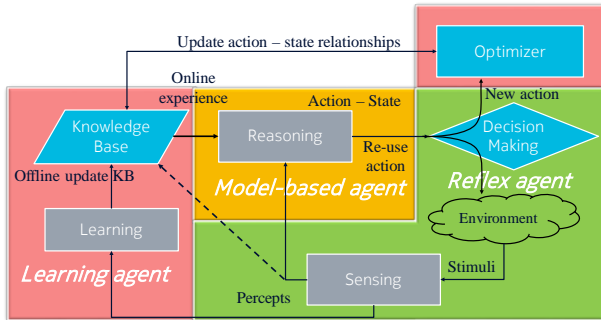 Update action – state relationships
Optimizer
Online
experience
New action
Action – State
Knowledge
Base
Reasoning
Decision
Making
Re-use
action
Offline update KB
Model-based agent
Reflex agent
Environment
Learning
Learning agent
Sensing
Stimuli
Percepts